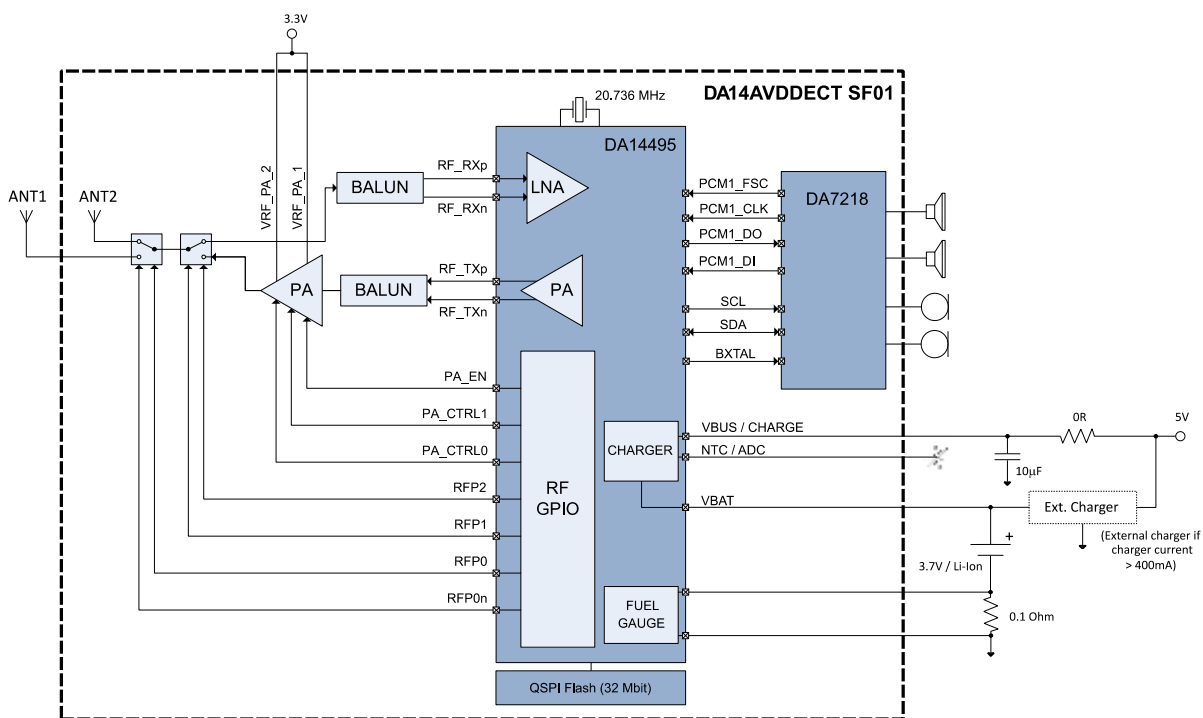 3.3V
DA14AVDDECT SF01
20.736 MHz
DA14495
VRF_PA_2
VRF_PA_1
ANT1
ANT2
BALUN
RF_RXp
RF_RXn
LNA
PCM1_FSC
PCM1_CLK
PCM1_DO
PCM1_DI
SCL
SDA
BXTAL
DA7218
PA
BALUN
RF_TXp
RF_TXn
PA
PA_EN
PA_CTRL1
PA_CTRL0
RFP2
RFP1
RFP0
RFP0n
RF
GPIO
CHARGER
VBUS / CHARGE
NTC / ADC
VBAT
0R
5V
10µF
Ext. Charger
(External charger if
charger current
> 400mA)
+
3.7V / Li-Ion
0.1 Ohm
FUEL
GAUGE
QSPI Flash (32 Mbit)